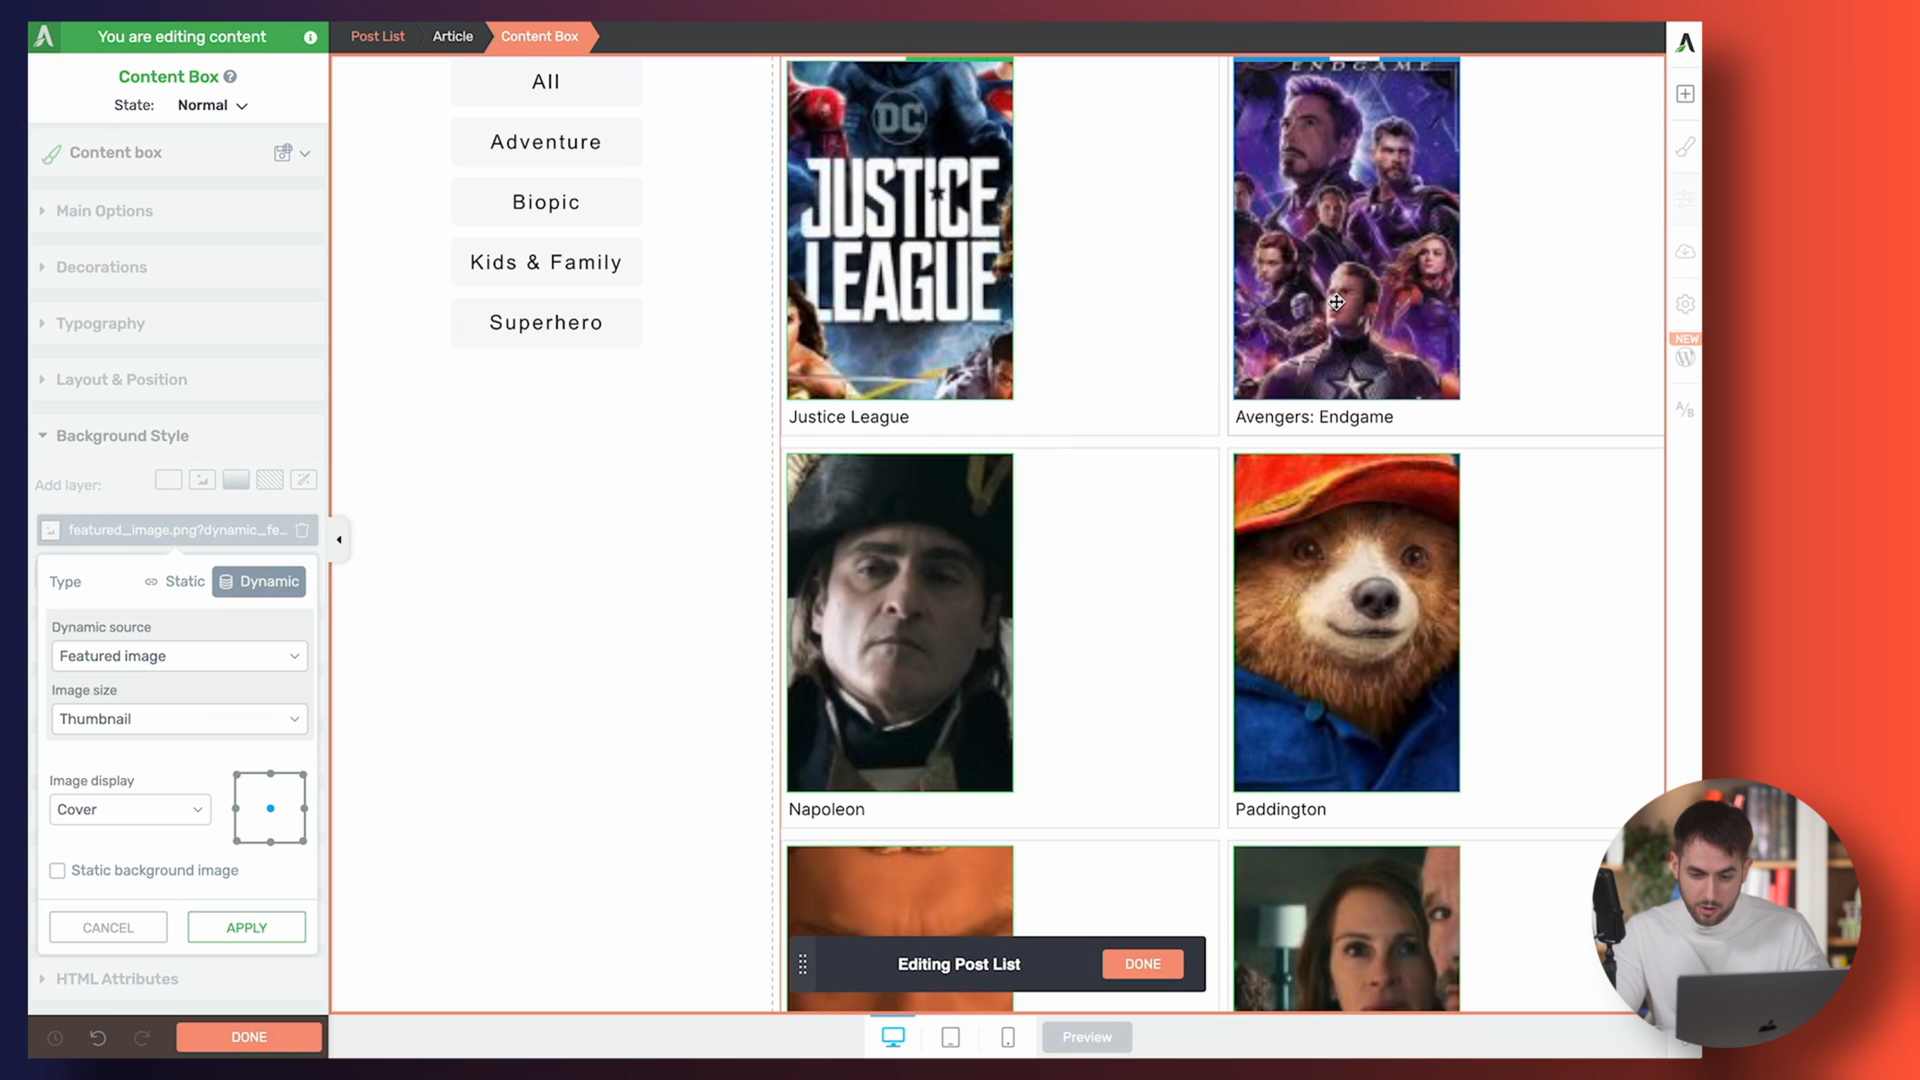 You are editing content
Post List
Article
Content Box
Content Box
State: Normal
Content box
Main Options
Decorations
Typography
Layout & Position
Background Style
Add layer:
featured_image.png?dynamic_fe...
Type
Static
Dynamic
Dynamic source
Featured image
Image size
Thumbnail
Image display
Cover
Static background image
CANCEL
APPLY
HTML Attributes
DONE
All
Adventure
Biopic
Kids & Family
Superhero
DC
JUSTICE
LEAGUE
Justice League
ENDGAME
Avengers: Endgame
Napoleon
Paddington
Editing Post List
DONE
Preview
NEW
A/B